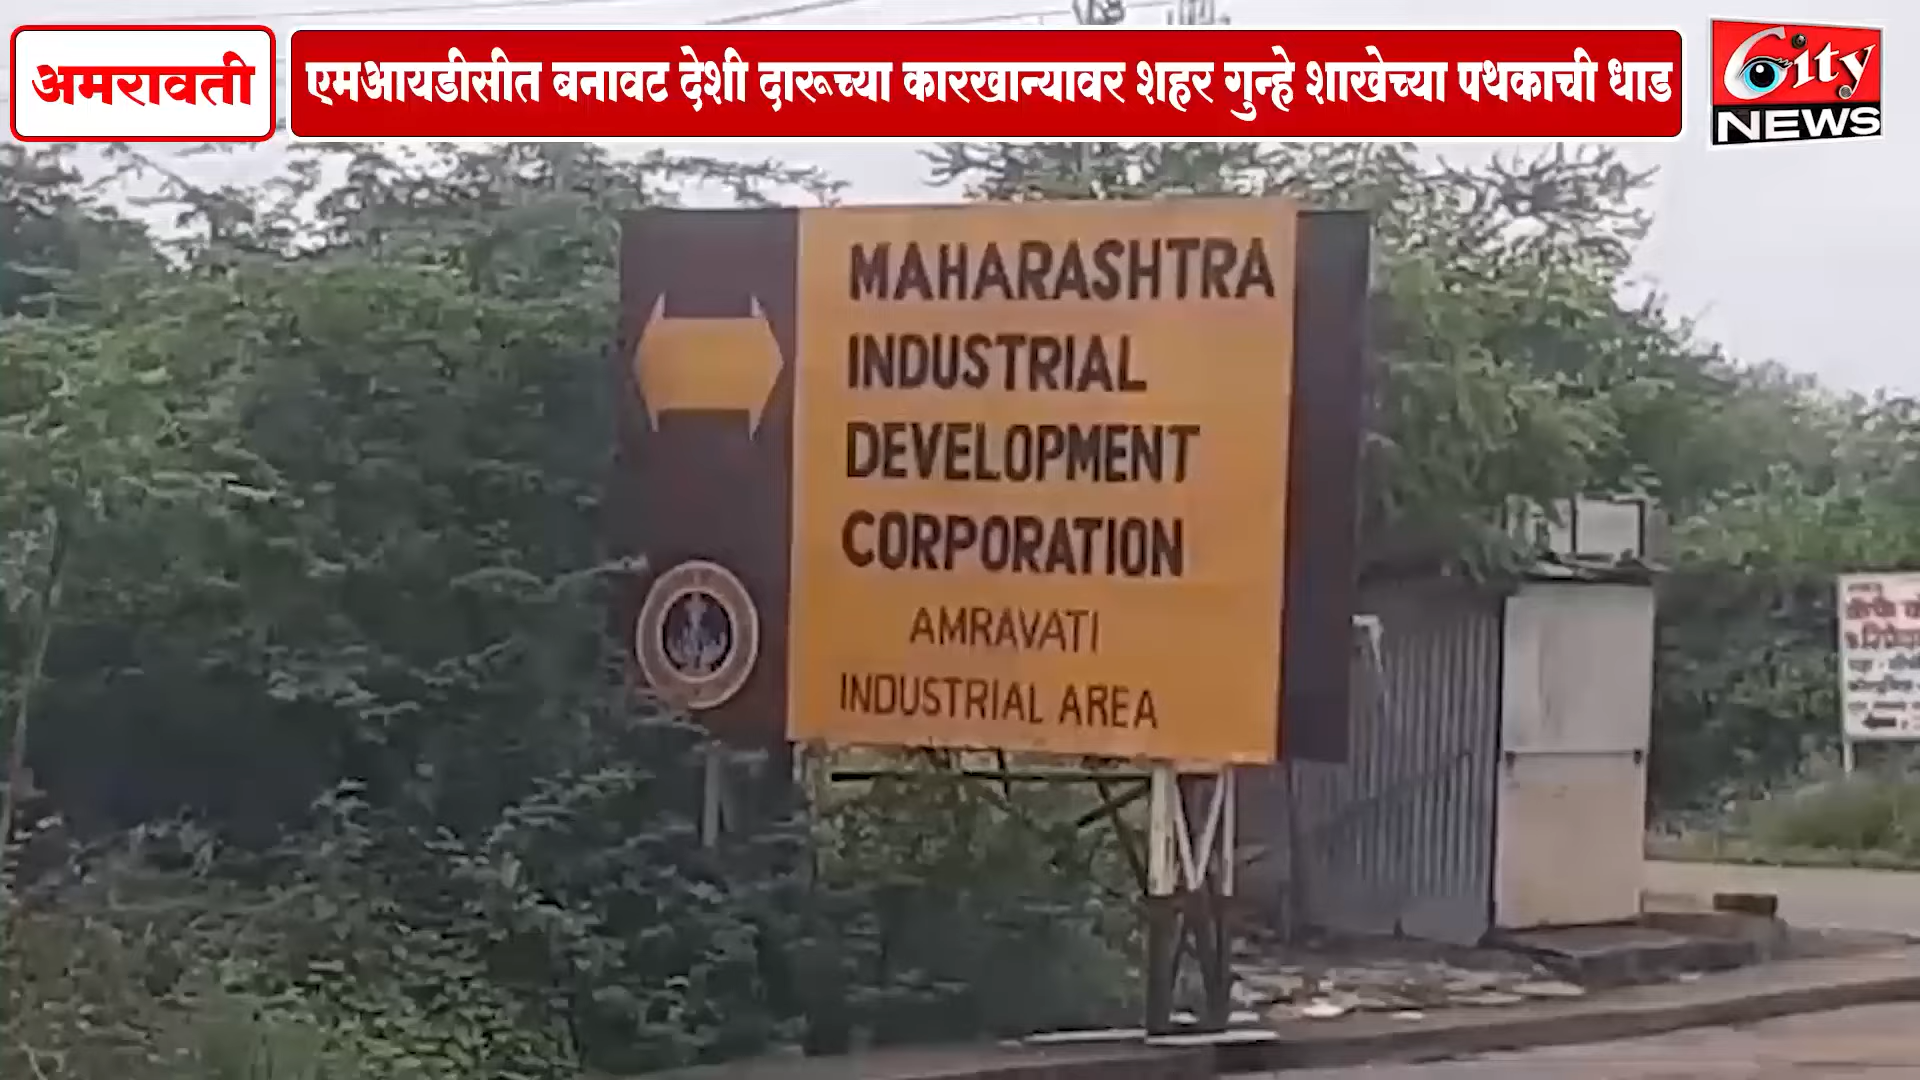 अमरावती
एमआयडीसीत बनावट देशी दारूच्या कारखान्यावर शहर गुन्हे शाखेच्या पथकाची धाड
City
NEWS
MAHARASHTRA
INDUSTRIAL
DEVELOPMENT
CORPORATION
AMRAVATI
INDUSTRIAL AREA